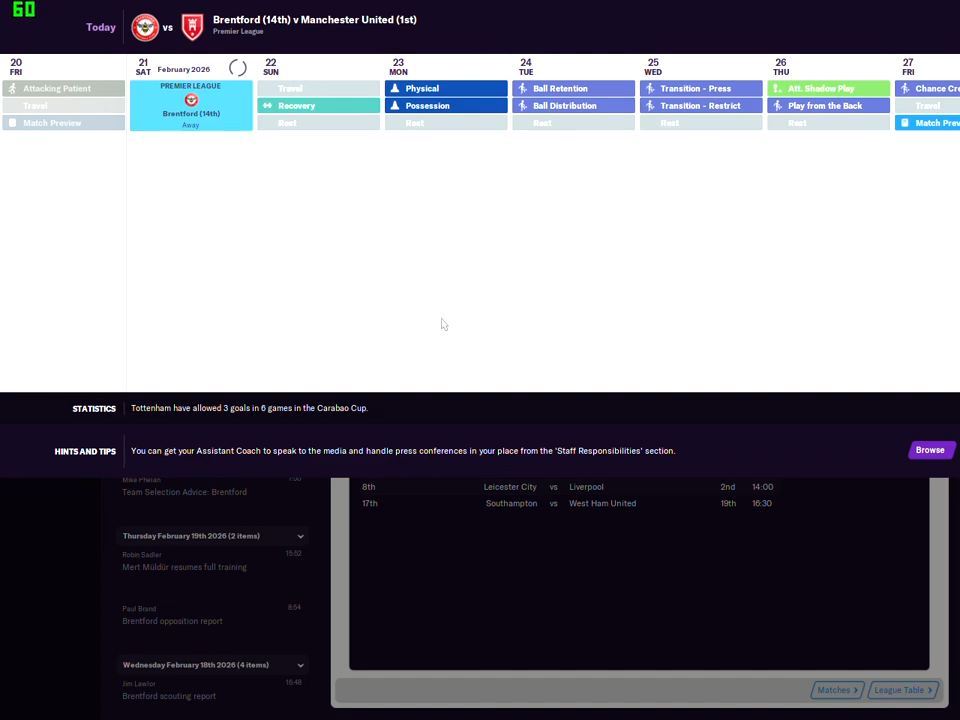 60
Today
Brentford (14th) v Manchester United (1st)
vs
Premier League
20 FRI
21 SAT February 2026
22 SUN
23 MON
24 TUE
25 WED
26 THU
27 FRI
Attacking Patient
Travel
Match Preview
PREMIER LEAGUE
Brentford (14th)
Away
Travel
Recovery
Rest
Physical
Possession
Rest
Ball Retention
Ball Distribution
Rest
Transition - Press
Transition - Restrict
Rest
Att. Shadow Play
Play from the Back
Rest
Chance Cre
Travel
Match Prev
STATISTICS
Tottenham have allowed 3 goals in 6 games in the Carabao Cup.
HINTS AND TIPS
You can get your Assistant Coach to speak to the media and handle press conferences in your place from the 'Staff Responsibilities' section.
Browse
Mike Phelan
Team Selection Advice: Brentford
Thursday February 19th 2026 (2 items)
Robin Sadler 15:52
Mert Müldür resumes full training
Paul Brand 8:54
Brentford opposition report
Wednesday February 18th 2026 (4 items)
Jim Lawlor 16:48
Brentford scouting report
8th Leicester City vs Liverpool 2nd 14:00
17th Southampton vs West Ham United 19th 16:30
Matches
League Table